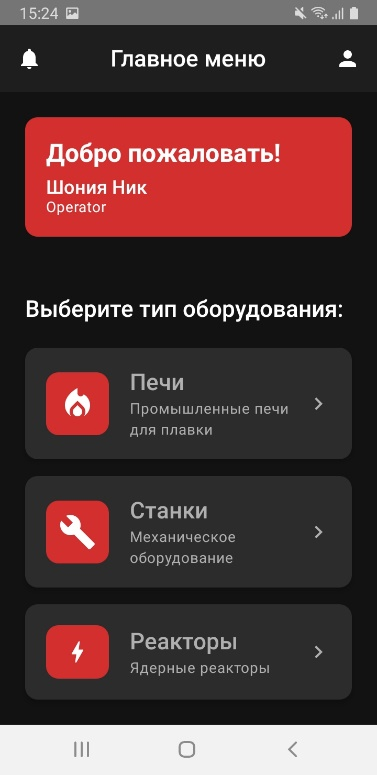 15:24
Главное меню
Добро пожаловать!
Шония Ник
Operator
Выберите тип оборудования:
Печи
Промышленные печи
для плавки
Станки
Механическое
оборудование
Реакторы
Ядерные реакторы